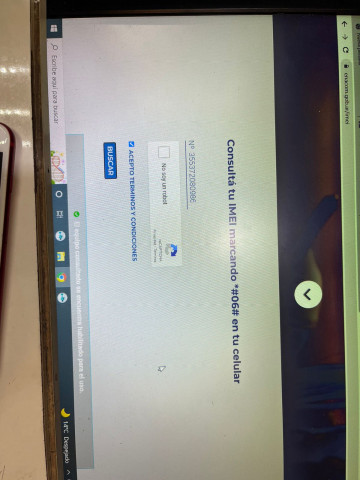 enacom.gob.ar/imei
Consultá tu IMEI marcando *#06# en tu celular
Nº 355372080986
No soy un robot
reCAPTCHA
ACEPTO TERMINOS Y CONDICIONES
BUSCAR
El equipo consultado se encuentra habilitado para el uso.
Escribe aquí para buscar
14°C Despejado